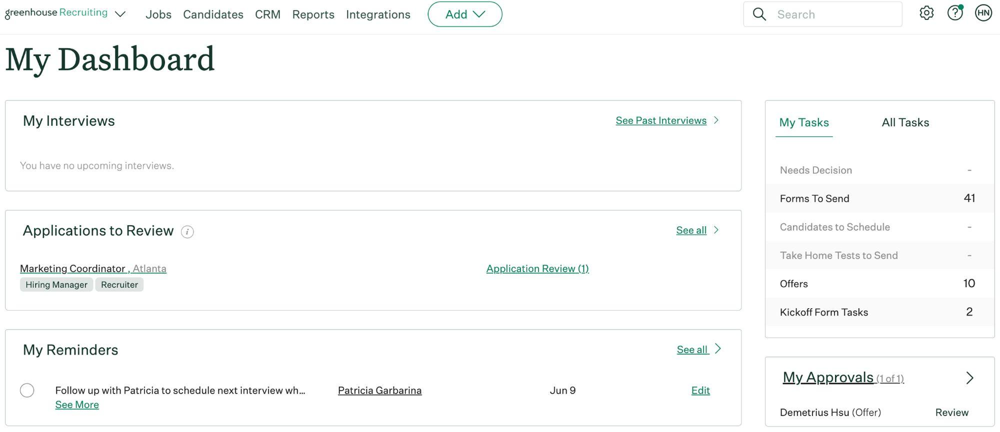 greenhouse Recruiting
Jobs Candidates CRM Reports Integrations Add
Search
HN
My Dashboard
My Interviews
See Past Interviews
You have no upcoming interviews.
Applications to Review i
See all
Marketing Coordinator , Atlanta
Application Review (1)
Hiring Manager Recruiter
My Reminders
See all
Follow up with Patricia to schedule next interview wh...
Patricia Garbarina
Jun 9
Edit
See More
My Tasks All Tasks
Needs Decision -
Forms To Send 41
Candidates to Schedule -
Take Home Tests to Send -
Offers 10
Kickoff Form Tasks 2
My Approvals (1 of 1)
Demetrius Hsu (Offer) Review